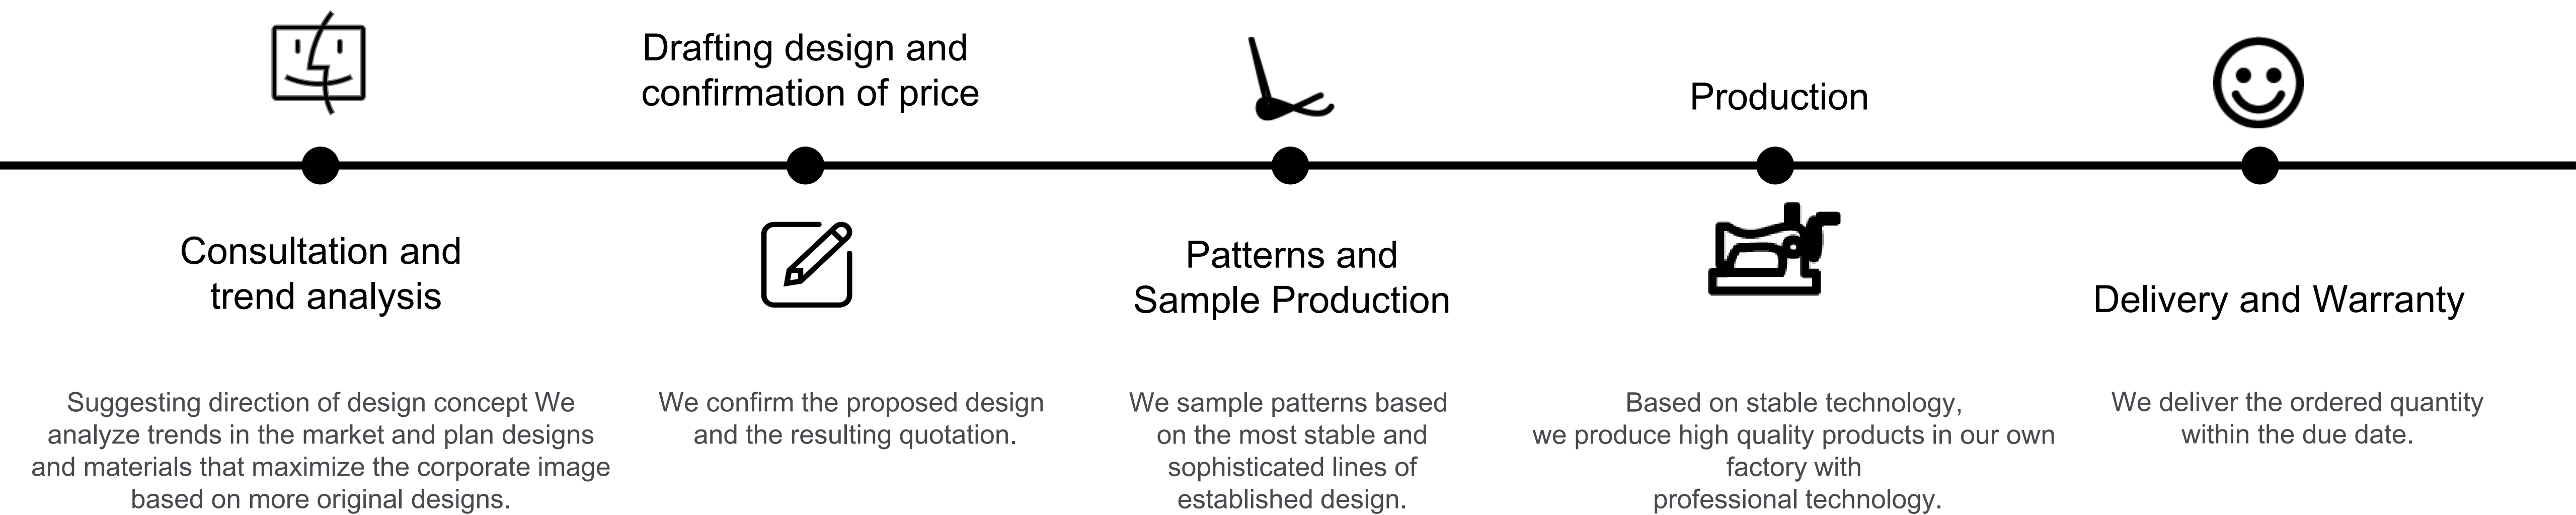 Drafting design and
confirmation of price
Production
Consultation and
trend analysis
Patterns and
Sample Production
Delivery and Warranty
Suggesting direction of design concept We
analyze trends in the market and plan designs
and materials that maximize the corporate image
based on more original designs.
We confirm the proposed design
and the resulting quotation.
We sample patterns based
on the most stable and
sophisticated lines of
established design.
Based on stable technology,
we produce high quality products in our own
factory with
professional technology.
We deliver the ordered quantity
within the due date.